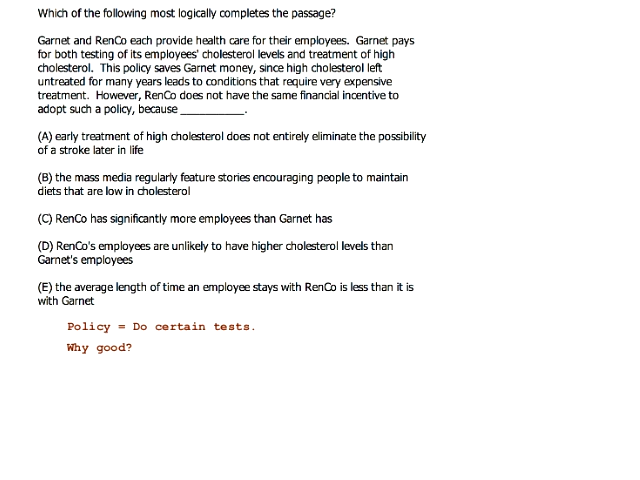 Which of the following most logically completes the passage?
Garnet and RenCo each provide health care for their employees. Garnet pays
for both testing of its employees' cholesterol levels and treatment of high
cholesterol. This policy saves Garnet money, since high cholesterol left
untreated for many years leads to conditions that require very expensive
treatment. However, RenCo does not have the same financial incentive to
adopt such a policy, because ____________.
(A) early treatment of high cholesterol does not entirely eliminate the possibility
of a stroke later in life
(B) the mass media regularly feature stories encouraging people to maintain
diets that are low in cholesterol
(C) RenCo has significantly more employees than Garnet has
(D) RenCo's employees are unlikely to have higher cholesterol levels than
Garnet's employees
(E) the average length of time an employee stays with RenCo is less than it is
with Garnet
Policy = Do certain tests.
Why good?